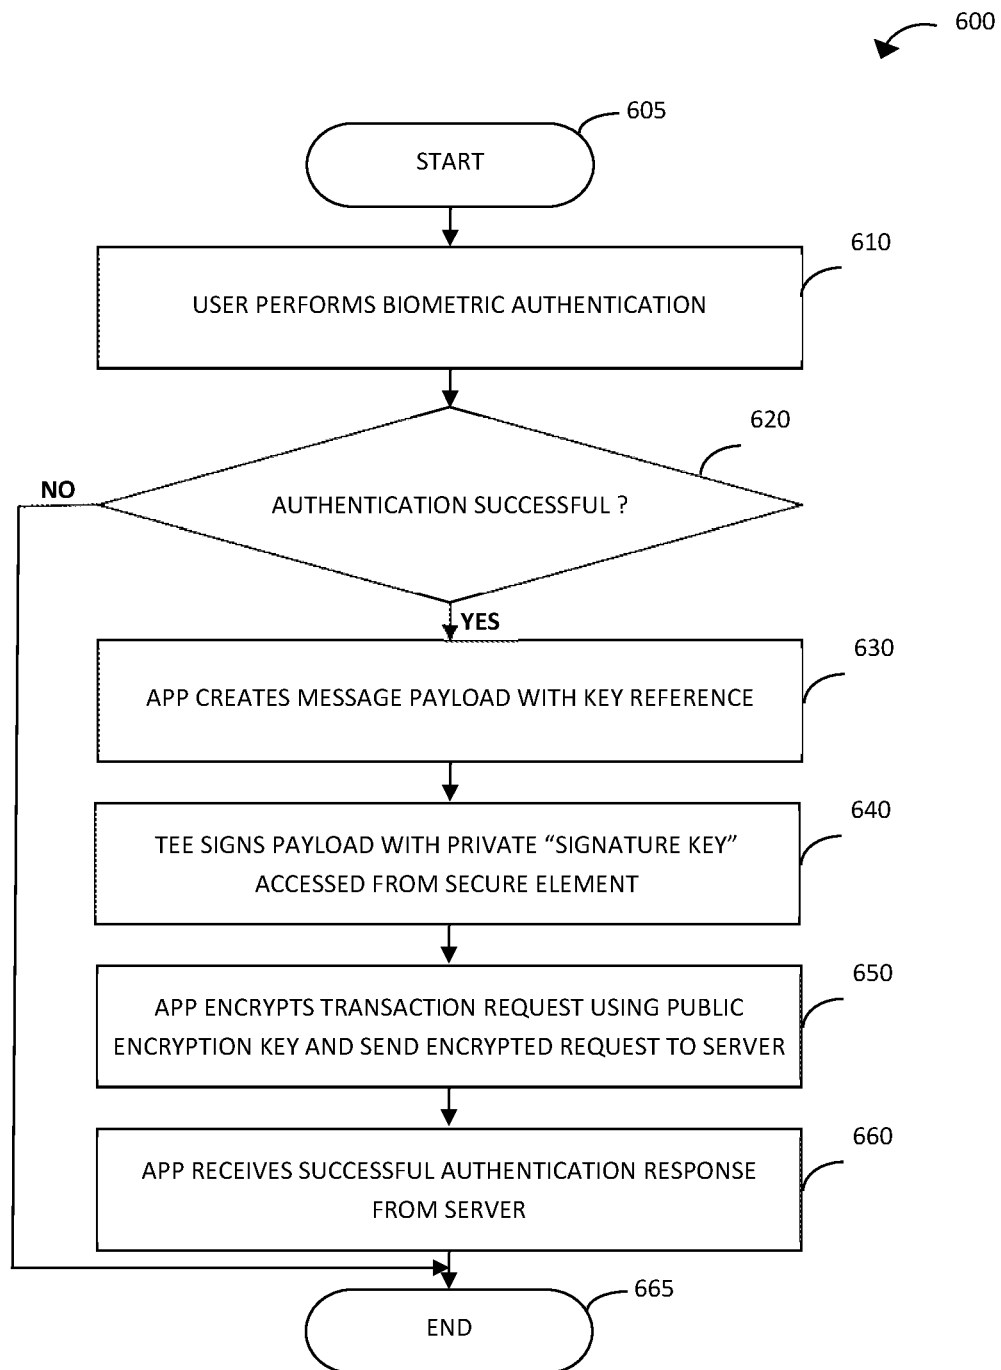 600
605
START
610
USER PERFORMS BIOMETRIC AUTHENTICATION
620
NO
AUTHENTICATION SUCCESSFUL ?
YES
630
APP CREATES MESSAGE PAYLOAD WITH KEY REFERENCE
640
TEE SIGNS PAYLOAD WITH PRIVATE “SIGNATURE KEY”
ACCESSED FROM SECURE ELEMENT
650
APP ENCRYPTS TRANSACTION REQUEST USING PUBLIC
ENCRYPTION KEY AND SEND ENCRYPTED REQUEST TO SERVER
660
APP RECEIVES SUCCESSFUL AUTHENTICATION RESPONSE
FROM SERVER
665
END